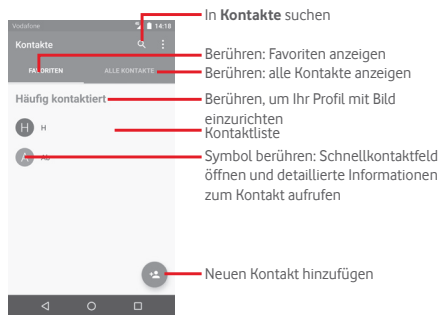 In Kontakte suchen
Vodafone 14:18
Kontakte
Berühren: Favoriten anzeigen
FAVORITEN ALLE KONTAKTE
Berühren: alle Kontakte anzeigen
Häufig kontaktiert
Berühren, um Ihr Profil mit Bild
einzurichten
H H
Kontaktliste
A AL
Symbol berühren: Schnellkontaktfeld
öffnen und detaillierte Informationen
zum Kontakt aufrufen
Neuen Kontakt hinzufügen